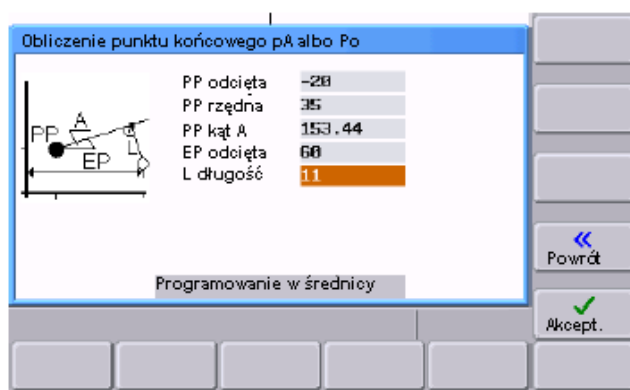 Obliczenie punktu końcowego pA albo Po
PP odcięta -20
PP rzędna 35
PP kąt A 153.44
EP odcięta 60
L długość 11
PP
A
EP
L
Programowanie w średnicy
«
Powrót
Akcept.